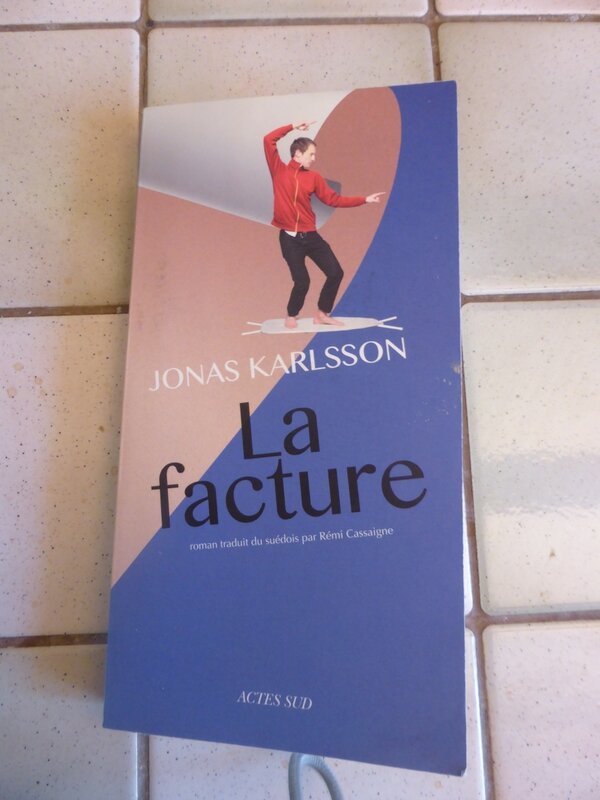 JONAS KARLSSON
La
facture
roman traduit du suédois par Rémi Cassaigne
ACTES SUD